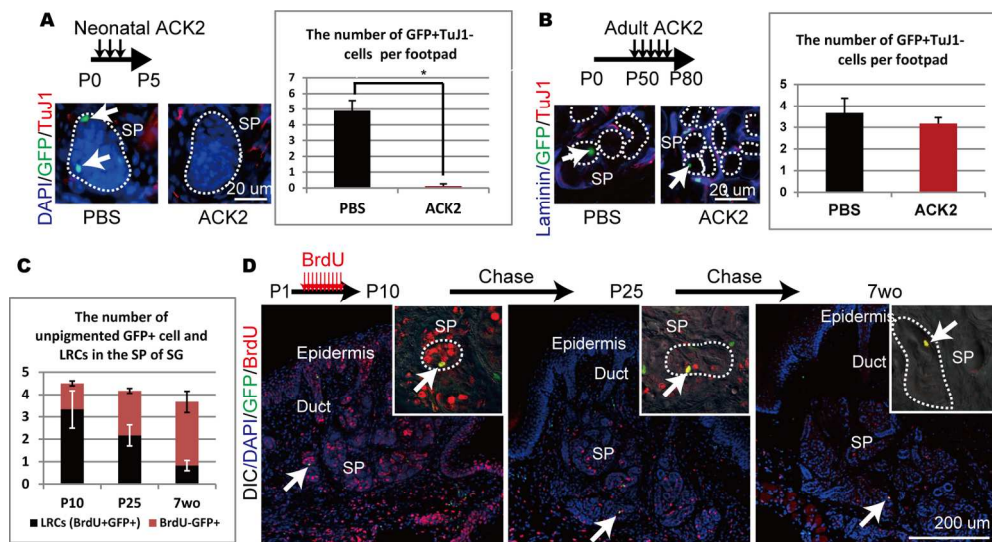 A
Neonatal ACK2
P0
P5
DAPI/GFP/TuJ1
SP
SP
20 um
PBS
ACK2
The number of GFP+TuJ1-
cells per footpad
7
6
5
4
3
2
1
0
*
PBS
ACK2
B
Adult ACK2
P0
P50
P80
Laminin/GFP/TuJ1
SP
SP
20 um
PBS
ACK2
The number of GFP+TuJ1-
cells per footpad
5
4
3
2
1
0
PBS
ACK2
C
The number of
unpigmented GFP+ cell and
LRCs in the SP of SG
5
4
3
2
1
0
P10
P25
7wo
LRCs (BrdU+GFP+)
BrdU-GFP+
D
BrdU
P1
P10
Chase
P25
Chase
7wo
DIC/DAPI/GFP/BrdU
SP
Epidermis
Duct
SP
SP
Epidermis
Duct
SP
Epidermis
SP
Duct
SP
200 um